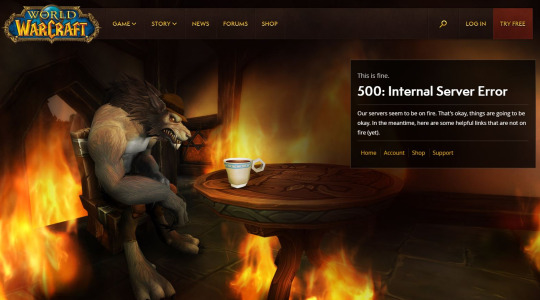 WORLD
OF
WARCRAFT
GAME STORY NEWS FORUMS SHOP LOG IN TRY FREE
This is fine.
500: Internal Server Error
Our servers seem to be on fire. That's okay, things are going to be
okay. In the meantime, here are some helpful links that are not on
fire (yet).
Home Account Shop Support